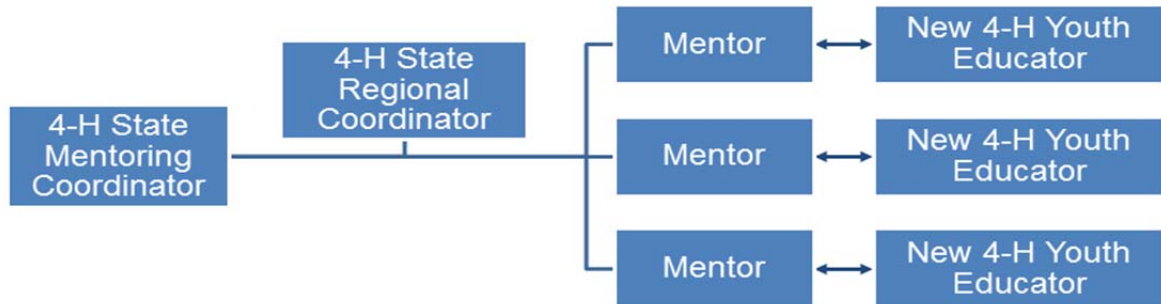 4-H State
Mentoring
Coordinator
4-H State
Regional
Coordinator
Mentor
New 4-H Youth
Educator
Mentor
New 4-H Youth
Educator
Mentor
New 4-H Youth
Educator